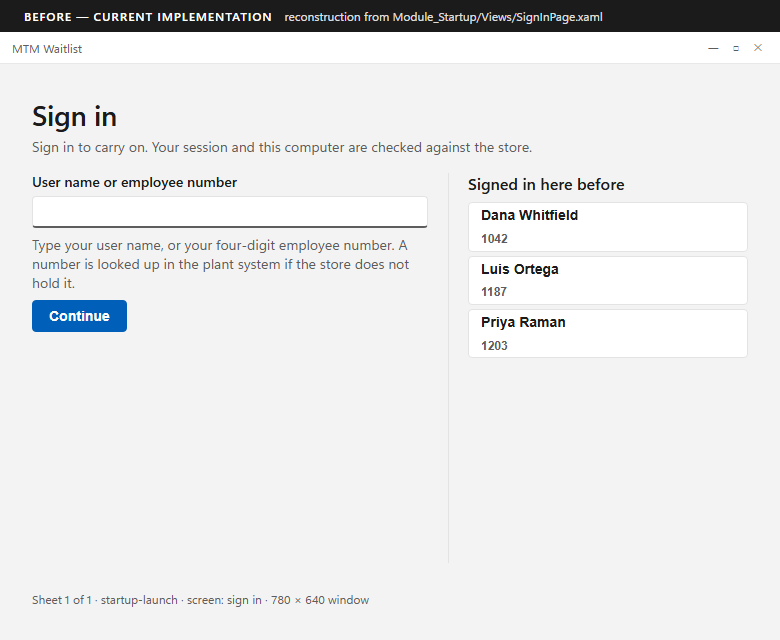 BEFORE — CURRENT IMPLEMENTATION reconstruction from Module_Startup/Views/SignInPage.xaml
MTM Waitlist
Sign in
Sign in to carry on. Your session and this computer are checked against the store.
User name or employee number
Type your user name, or your four-digit employee number. A
number is looked up in the plant system if the store does not
hold it.
Continue
Signed in here before
Dana Whitfield
1042
Luis Ortega
1187
Priya Raman
1203
Sheet 1 of 1 · startup-launch · screen: sign in · 780 × 640 window